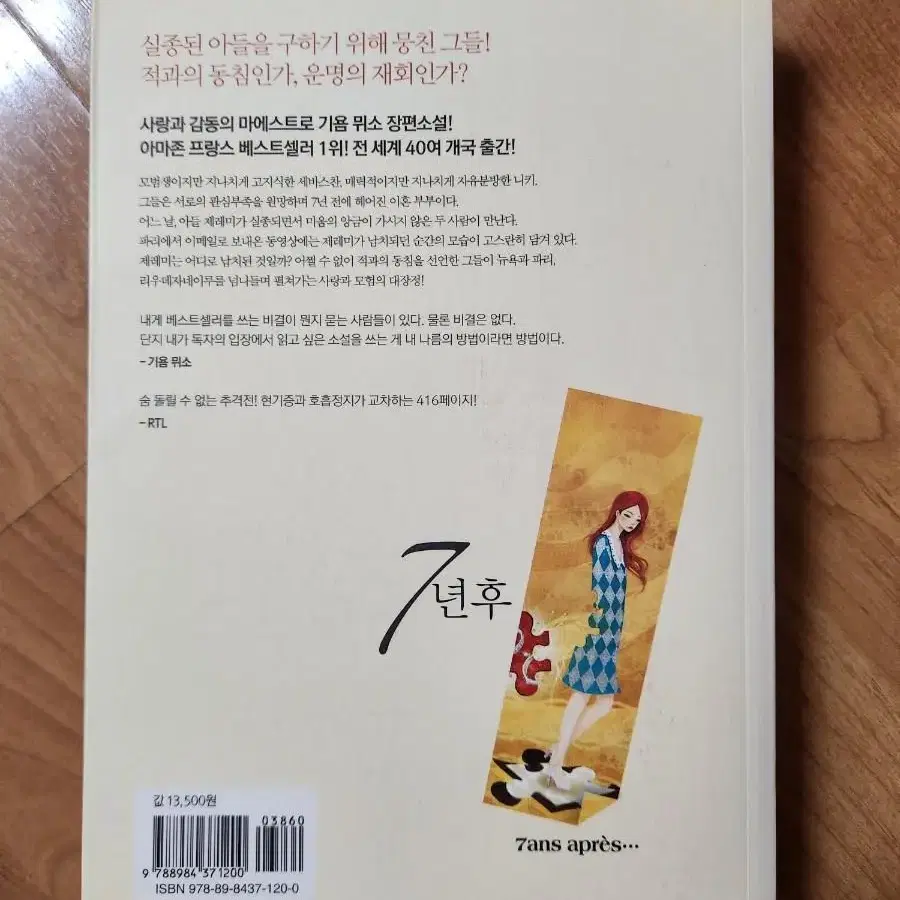 실종된 아들을 구하기 위해 뭉친 그들!
적과의 동침인가, 운명의 재회인가?
사랑과 감동의 마에스트로 기욤 뮈소 장편소설!
아마존 프랑스 베스트셀러 1위! 전 세계 40여 개국 출간!
모범생이지만 지나치게 고지식한 세바스찬, 매력적이지만 지나치게 자유분방한 니키.
그들은 서로의 관심부족을 원망하며 7년 전에 헤어진 이혼 부부이다.
어느 날, 아들 제레미가 실종되면서 마음의 앙금이 가시지 않은 두 사람이 만난다.
파리에서 이메일로 보내온 동영상에는 제레미가 납치되던 순간의 모습이 고스란히 담겨 있다.
제레미는 어디로 납치된 것일까? 어쩔 수 없이 적과의 동침을 선언한 그들이 뉴욕과 파리,
리우데자네이루를 넘나들며 펼쳐가는 사랑과 모험의 대장정!
내게 베스트셀러를 쓰는 비결이 뭔지 묻는 사람들이 있다. 물론 비결은 없다.
단지 내가 독자의 입장에서 읽고 싶은 소설을 쓰는 게 내 나름의 방법이라면 방법이다.
– 기욤 뮈소
숨 돌릴 수 없는 추격전! 현기증과 호흡정지가 교차하는 416페이지!
– RTL
7년 후
7ans après…
값 13,500원
03860
9 788984 371200
ISBN 978-89-8437-120-0